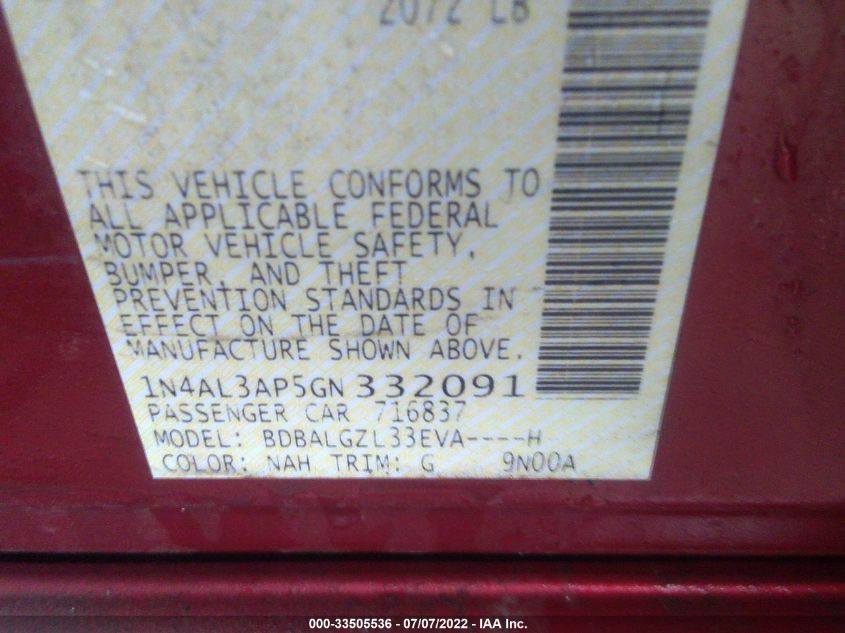 2072 LB
THIS VEHICLE CONFORMS TO
ALL APPLICABLE FEDERAL
MOTOR VEHICLE SAFETY,
BUMPER, AND THEFT
PREVENTION STANDARDS IN
EFFECT ON THE DATE OF
MANUFACTURE SHOWN ABOVE.
1N4AL3AP5GN332091
PASSENGER CAR 716837
MODEL: BDBALGZL33EVA----H
COLOR: NAH TRIM: G 9N00A
000-33505536 - 07/07/2022 - IAA Inc.